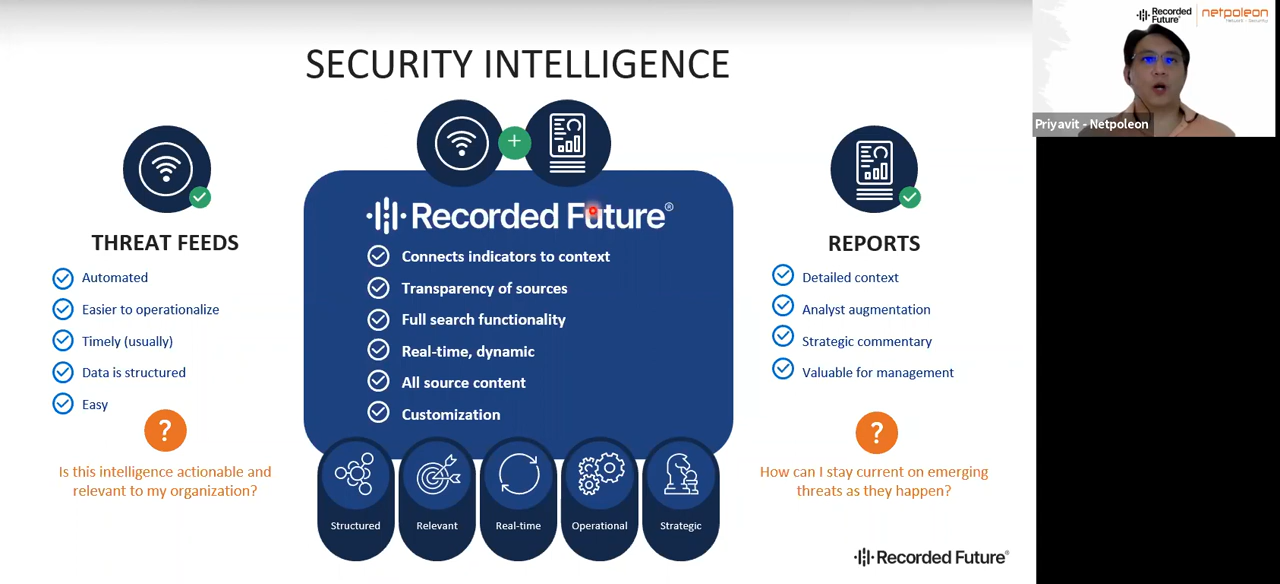 SECURITY INTELLIGENCE
THREAT FEEDS
Automated
Easier to operationalize
Timely (usually)
Data is structured
Easy
?
Is this intelligence actionable and
relevant to my organization?
+
Recorded Future®
Connects indicators to context
Transparency of sources
Full search functionality
Real-time, dynamic
All source content
Customization
Structured
Relevant
Real-time
Operational
Strategic
REPORTS
Detailed context
Analyst augmentation
Strategic commentary
Valuable for management
?
How can I stay current on emerging
threats as they happen?
Recorded Future®
Recorded
Future®
netpoleon
Network • Security
Priyavit - Netpoleon